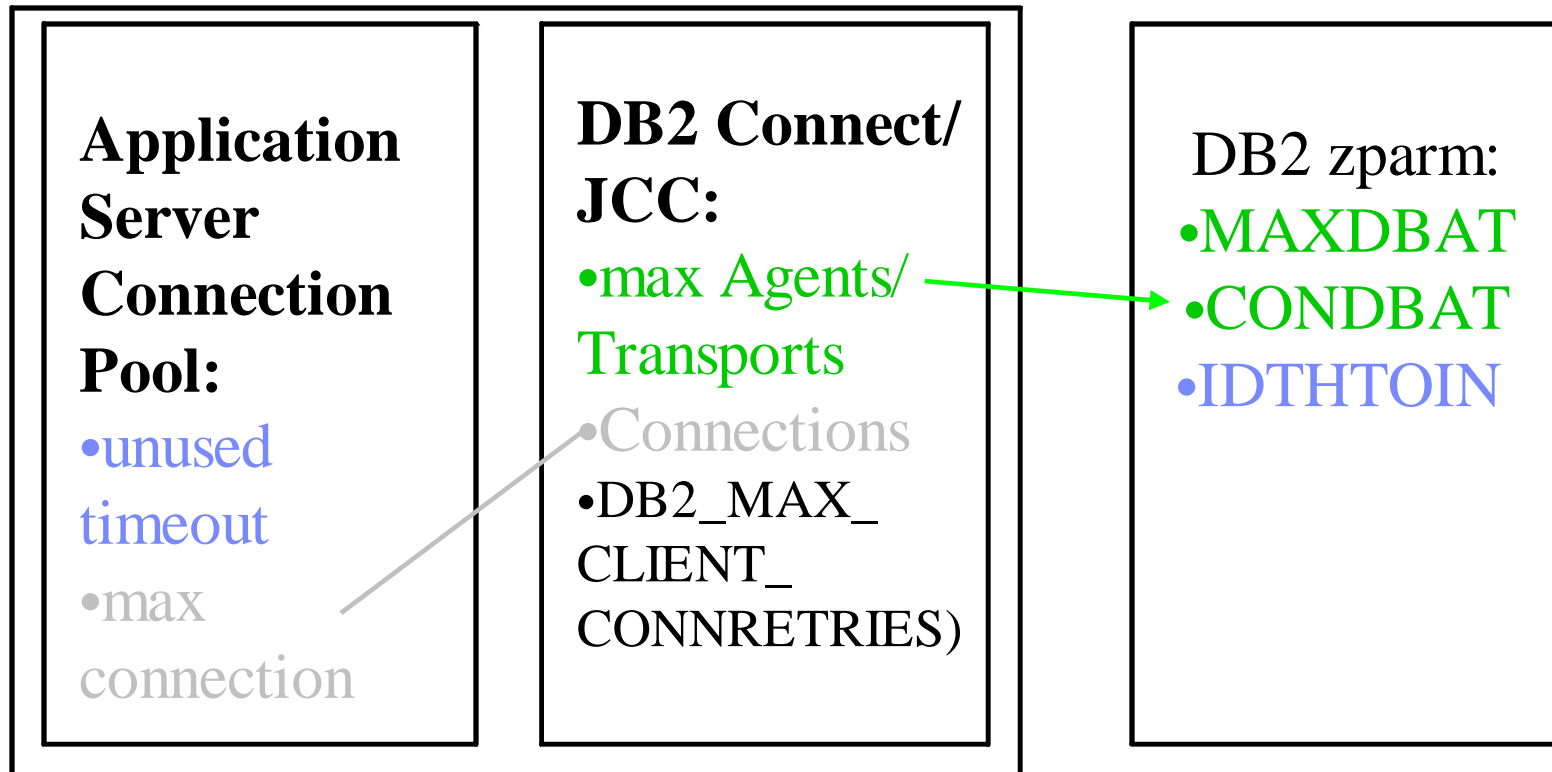 Application
Server
Connection
Pool:
•unused
timeout
•max
connection
DB2 Connect/
JCC:
•max Agents/
Transports
•Connections
•DB2_MAX_
CLIENT_
CONNRETRIES)
DB2 zparm:
•MAXDBAT
•CONDBAT
•IDTHTOIN